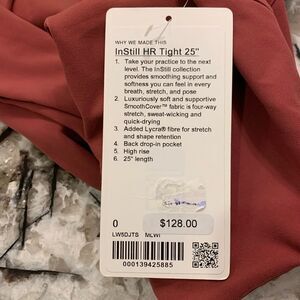 WHY WE MADE THIS
InStill HR Tight 25"
1. Take your practice to the next
level. The InStill collection
provides smoothing support and
softness you can feel in every
breath, stretch, and pose
2. Luxuriously soft and supportive
SmoothCover™ fabric is four-way
stretch, sweat-wicking and
quick-drying
3. Added Lycra® fibre for stretch
and shape retention
4. Back drop-in pocket
5. High rise
6. 25" length
0
$128.00
LW5DJTS MLWI
000139425885